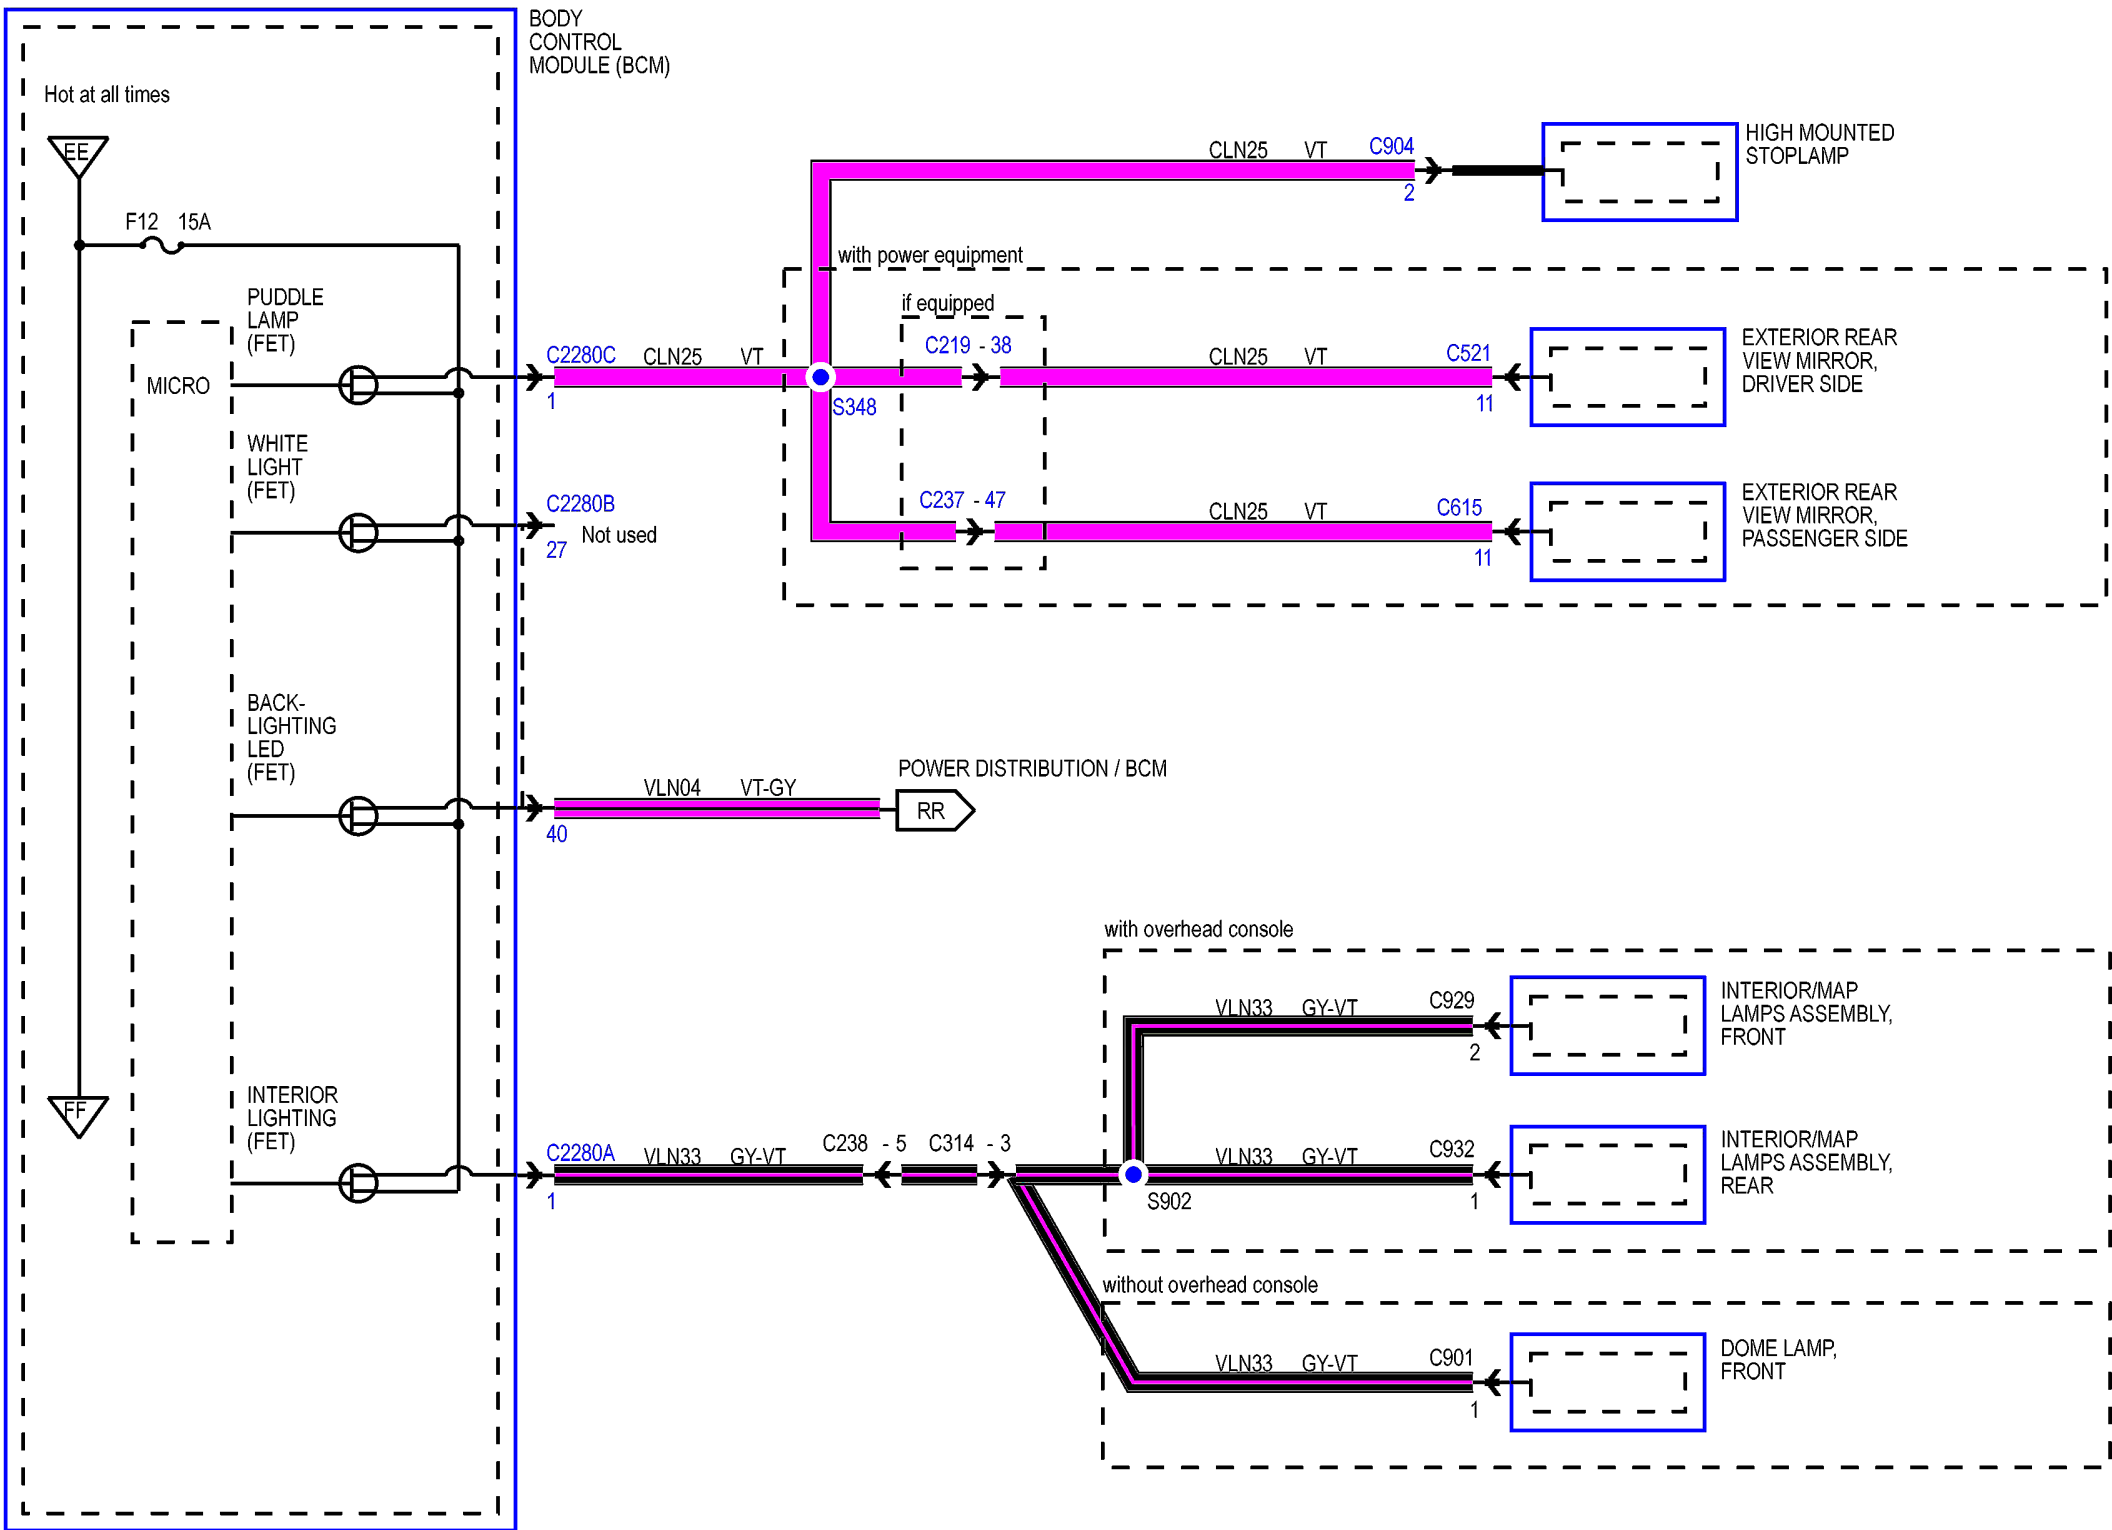 BODY
CONTROL
MODULE (BCM)
Hot at all times
EE
F12 15A
PUDDLE
LAMP
(FET)
MICRO
WHITE
LIGHT
(FET)
BACK-
LIGHTING
LED
(FET)
FF
INTERIOR
LIGHTING
(FET)
CLN25 VT C904
2
HIGH MOUNTED
STOPLAMP
with power equipment
if equipped
C2280C CLN25 VT
1
S348
C219 - 38
CLN25 VT C521
11
EXTERIOR REAR
VIEW MIRROR,
DRIVER SIDE
C2280B
27 Not used
C237 - 47
CLN25 VT C615
11
EXTERIOR REAR
VIEW MIRROR,
PASSENGER SIDE
VLN04 VT-GY
40
POWER DISTRIBUTION / BCM
RR
with overhead console
VLN33 GY-VT C929
2
INTERIOR/MAP
LAMPS ASSEMBLY,
FRONT
C2280A VLN33 GY-VT C238 - 5 C314 - 3
1
S902
VLN33 GY-VT C932
1
INTERIOR/MAP
LAMPS ASSEMBLY,
REAR
without overhead console
VLN33 GY-VT C901
1
DOME LAMP,
FRONT